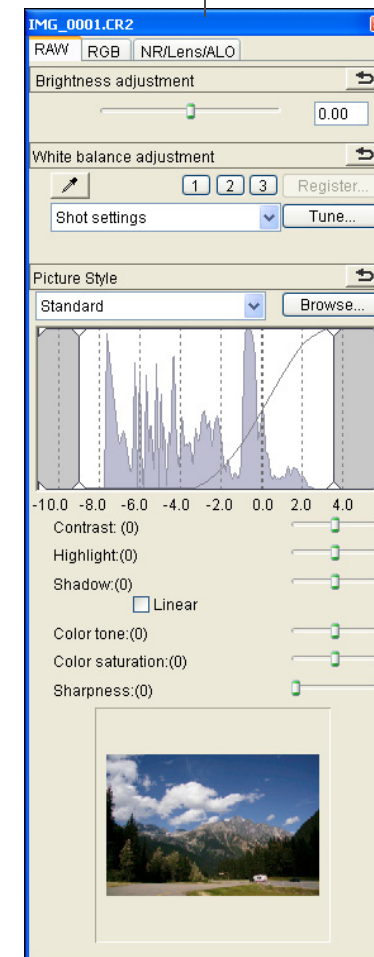 IMG_0001.CR2
RAW RGB NR/Lens/ALO
Brightness adjustment
0.00
White balance adjustment
1 2 3 Register...
Shot settings Tune...
Picture Style
Standard Browse...
-10.0 -8.0 -6.0 -4.0 -2.0 0.0 2.0 4.0
Contrast: (0)
Highlight:(0)
Shadow:(0)
Linear
Color tone:(0)
Color saturation:(0)
Sharpness:(0)